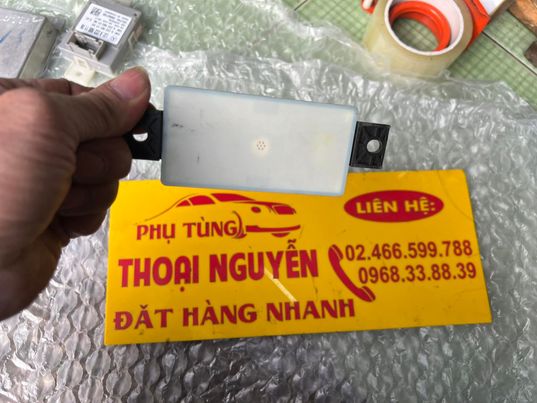 PHỤ TÙNG
THOẠI NGUYỄN
ĐẶT HÀNG NHANH
LIÊN HỆ:
02.466.599.788
0968.33.88.39